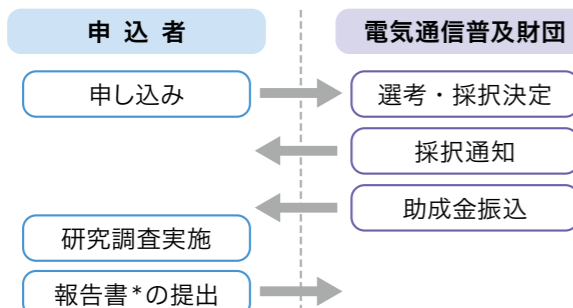 申込者
電気通信普及財団
申し込み
選考・採択決定
採択通知
助成金振込
研究調査実施
報告書*の提出